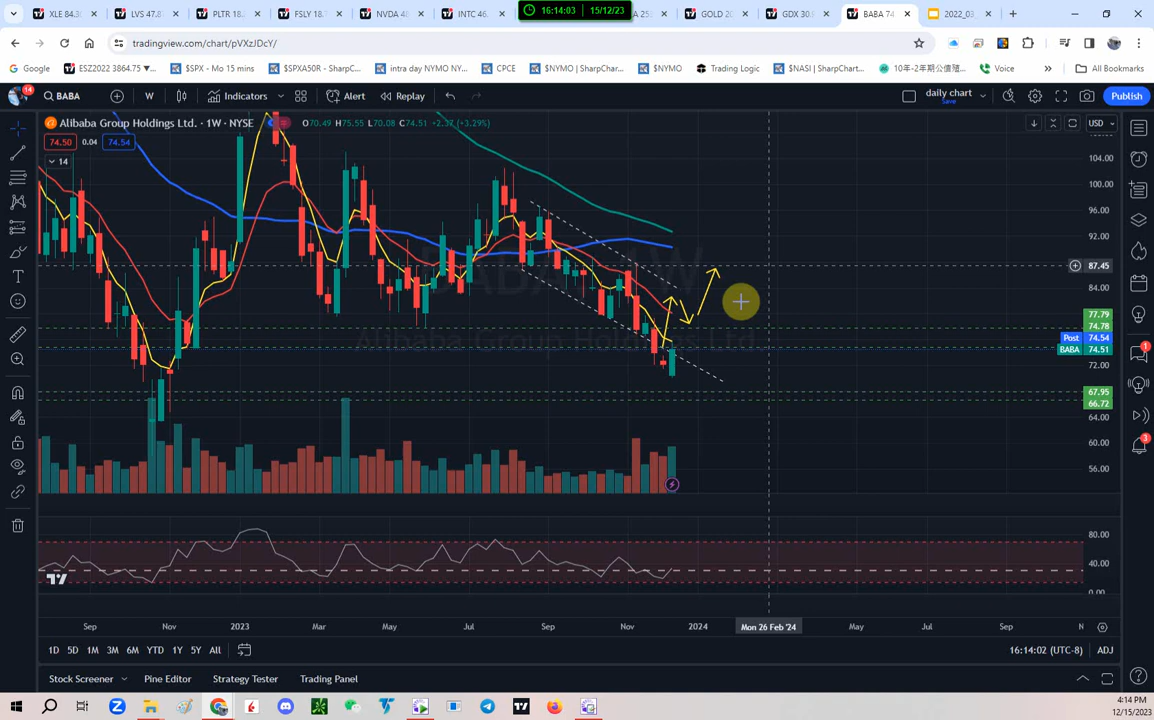 XLE 84.3
LVS 47.8
PLTR 18.
FSLY 18.7
NVDA 48
INTC 46.
16:14:03 15/12/23
GOLD 20
GDX 30.
BABA 74
2022_03_
tradingview.com/chart/pVXzJDcY/
Google
ESZ2022 3864.75 ▼...
$SPX - Mo 15 mins
$SPXA50R - SharpC...
intra day NYMO NY...
CPCE
$NYMO | SharpChar...
$NYMO
Trading Logic
$NASI | SharpChart...
10年-2年期公債殖...
Voice
»
All Bookmarks
14
BABA
W
Indicators
Alert
Replay
daily chart
Save
Publish
Alibaba Group Holdings Ltd. · 1W · NYSE
O70.49 H75.55 L70.08 C74.51 +2.37 (+3.29%)
USD
74.50
0.04
74.54
14
104.00
100.00
96.00
92.00
87.45
84.00
77.79
74.78
Post 74.54
BABA 74.51
72.00
67.95
66.72
64.00
60.00
56.00
80.00
40.00
0.00
Sep
Nov
2023
Mar
May
Jul
Sep
Nov
2024
Mon 26 Feb '24
May
Jul
Sep
N
1D
5D
1M
3M
6M
YTD
1Y
5Y
All
16:14:02 (UTC-8)
ADJ
Stock Screener
Pine Editor
Strategy Tester
Trading Panel
1
3
4:14 PM
12/15/2023